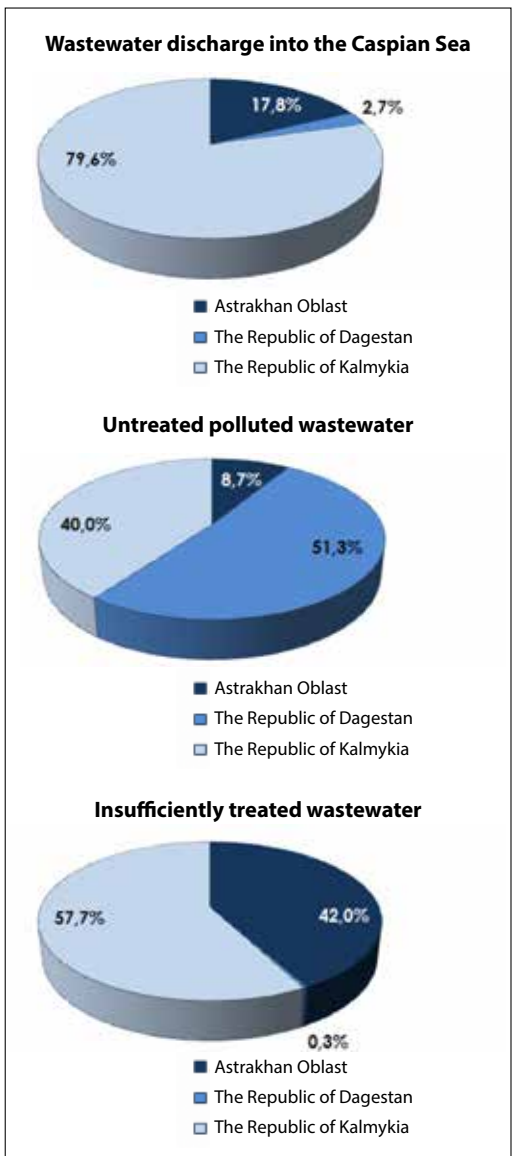 Wastewater discharge into the Caspian Sea
17,8%
2,7%
79,6%
Astrakhan Oblast
The Republic of Dagestan
The Republic of Kalmykia
Untreated polluted wastewater
8,7%
40,0%
51,3%
Astrakhan Oblast
The Republic of Dagestan
The Republic of Kalmykia
Insufficiently treated wastewater
57,7%
42,0%
0,3%
Astrakhan Oblast
The Republic of Dagestan
The Republic of Kalmykia